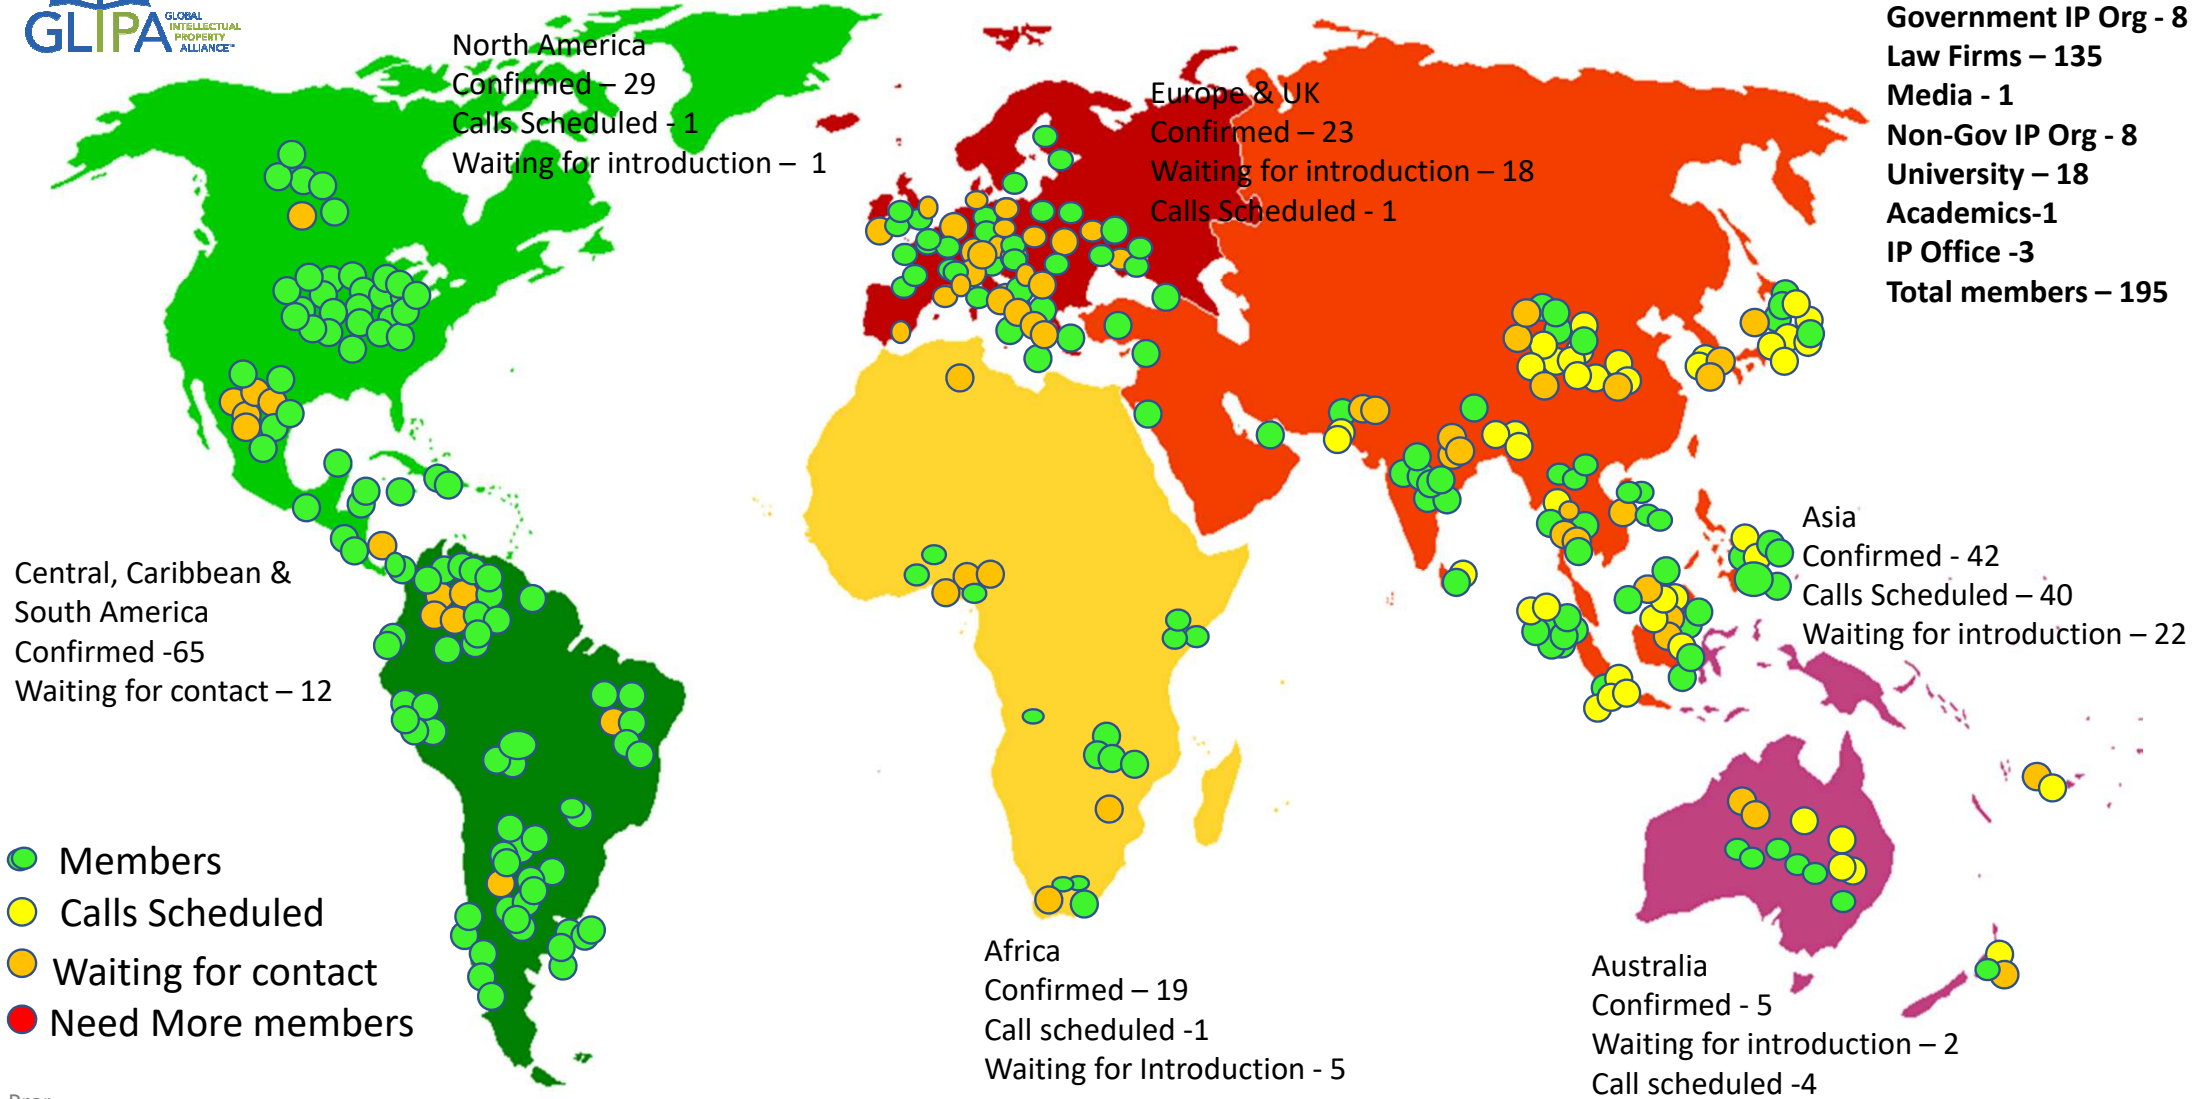 GLIPA
GLOBAL
INTELLECTUAL
PROPERTY
ALLIANCE™
North America
Confirmed – 29
Calls Scheduled - 1
Waiting for introduction – 1
Europe & UK
Confirmed – 23
Waiting for introduction – 18
Calls Scheduled - 1
Government IP Org - 8
Law Firms – 135
Media - 1
Non-Gov IP Org - 8
University – 18
Academics-1
IP Office -3
Total members – 195
Central, Caribbean &
South America
Confirmed -65
Waiting for contact – 12
Asia
Confirmed - 42
Calls Scheduled – 40
Waiting for introduction – 22
Members
Calls Scheduled
Waiting for contact
Need More members
Africa
Confirmed – 19
Call scheduled -1
Waiting for Introduction - 5
Australia
Confirmed - 5
Waiting for introduction – 2
Call scheduled -4